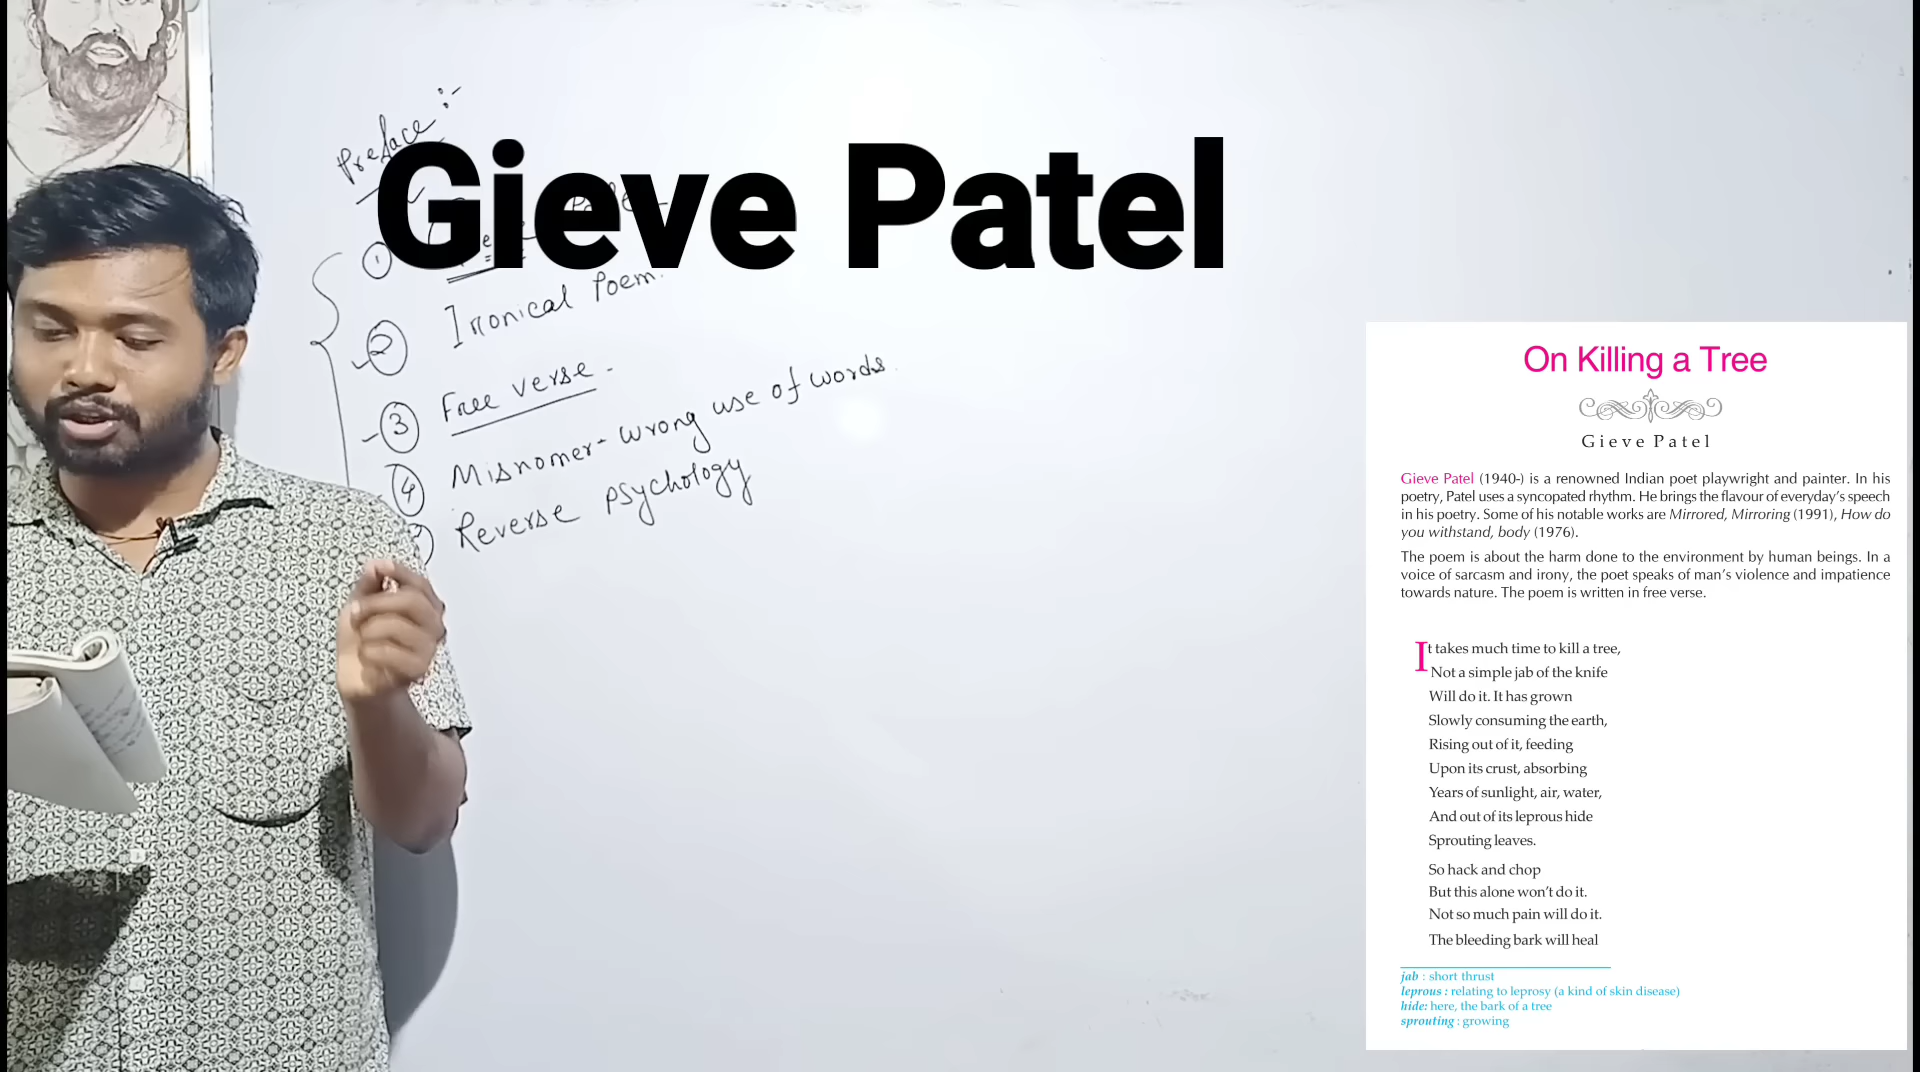 Preface :-
Gieve Patel
①
② Ironical Poem.
③ Free verse -
④ Misnomer - wrong use of words
Reverse psychology
On Killing a Tree
Gieve Patel
Gieve Patel (1940-) is a renowned Indian poet playwright and painter. In his
poetry, Patel uses a syncopated rhythm. He brings the flavour of everyday's speech
in his poetry. Some of his notable works are Mirrored, Mirroring (1991), How do
you withstand, body (1976).
The poem is about the harm done to the environment by human beings. In a
voice of sarcasm and irony, the poet speaks of man's violence and impatience
towards nature. The poem is written in free verse.
It takes much time to kill a tree,
Not a simple jab of the knife
Will do it. It has grown
Slowly consuming the earth,
Rising out of it, feeding
Upon its crust, absorbing
Years of sunlight, air, water,
And out of its leprous hide
Sprouting leaves.
So hack and chop
But this alone won't do it.
Not so much pain will do it.
The bleeding bark will heal
jab : short thrust
leprous : relating to leprosy (a kind of skin disease)
hide: here, the bark of a tree
sprouting : growing